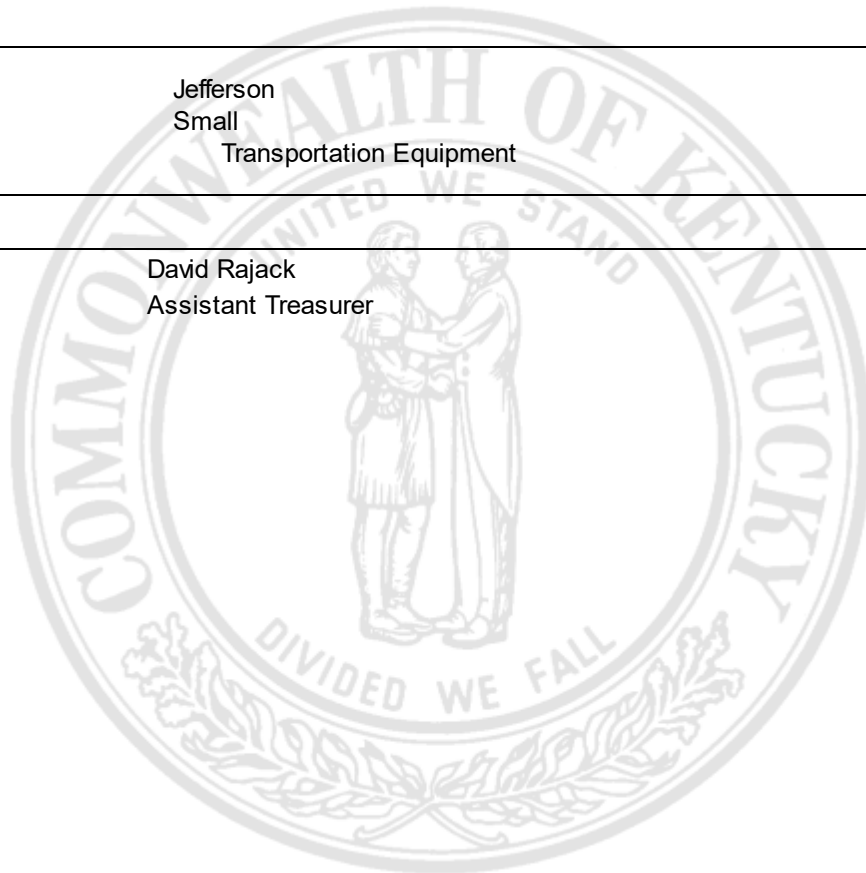 COMMONWEALTH OF KENTUCKY
Jefferson
Small
Transportation Equipment
UNITED WE STAND
David Rajack
Assistant Treasurer
DIVIDED WE FALL